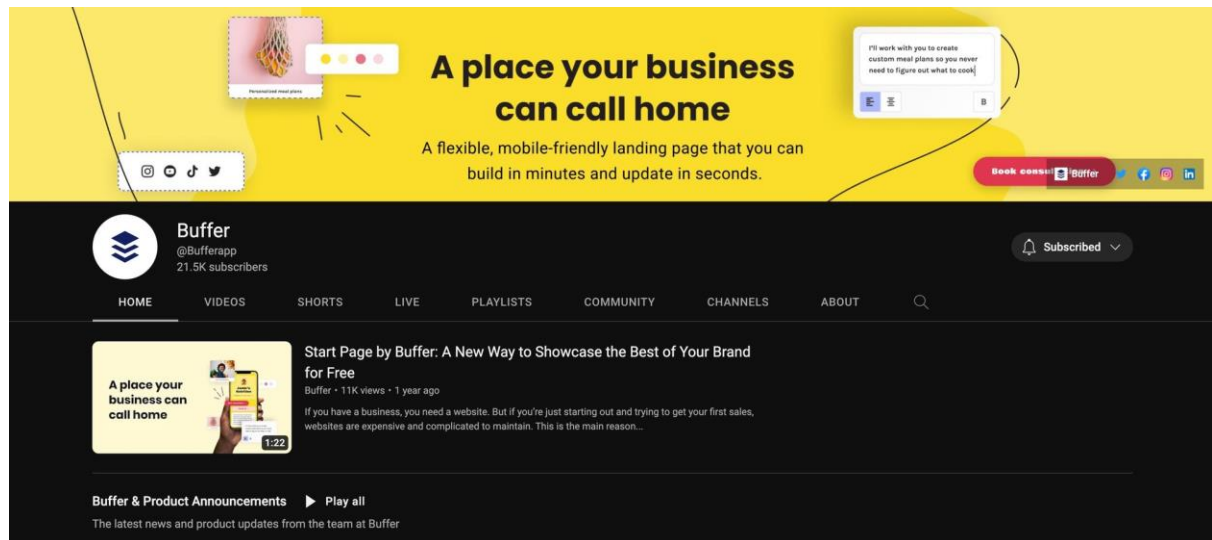 Personalized meal plans
A place your business
can call home
A flexible, mobile-friendly landing page that you can
build in minutes and update in seconds.
I'll work with you to create
custom meal plans so you never
need to figure out what to cook
B
Book consul
Buffer
Buffer
@Bufferapp
21.5K subscribers
Subscribed
HOME VIDEOS SHORTS LIVE PLAYLISTS COMMUNITY CHANNELS ABOUT
A place your
business can
call home
1:22
Start Page by Buffer: A New Way to Showcase the Best of Your Brand
for Free
Buffer • 11K views • 1 year ago
If you have a business, you need a website. But if you're just starting out and trying to get your first sales,
websites are expensive and complicated to maintain. This is the main reason...
Buffer & Product Announcements Play all
The latest news and product updates from the team at Buffer